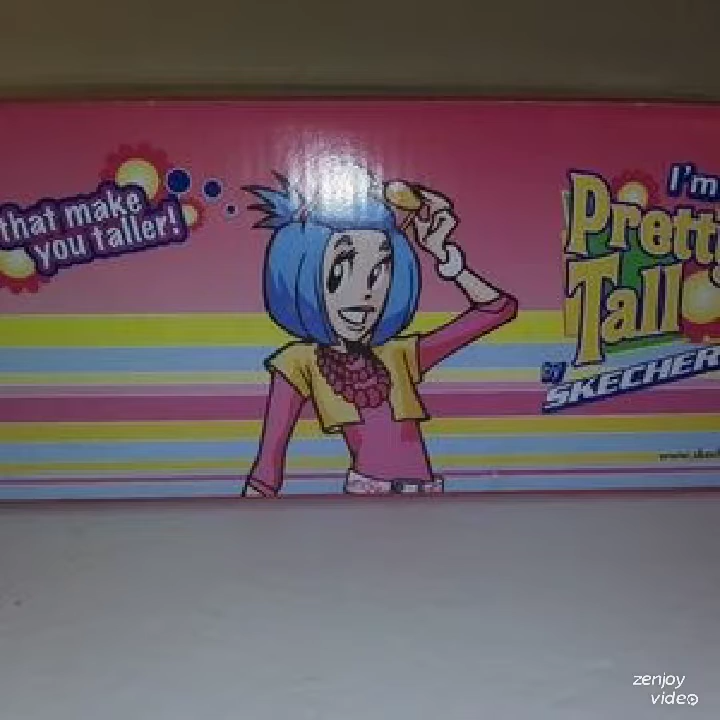 that make
you taller!
I'm
Pretty
Tall
by
SKECHER
zenjoy
video